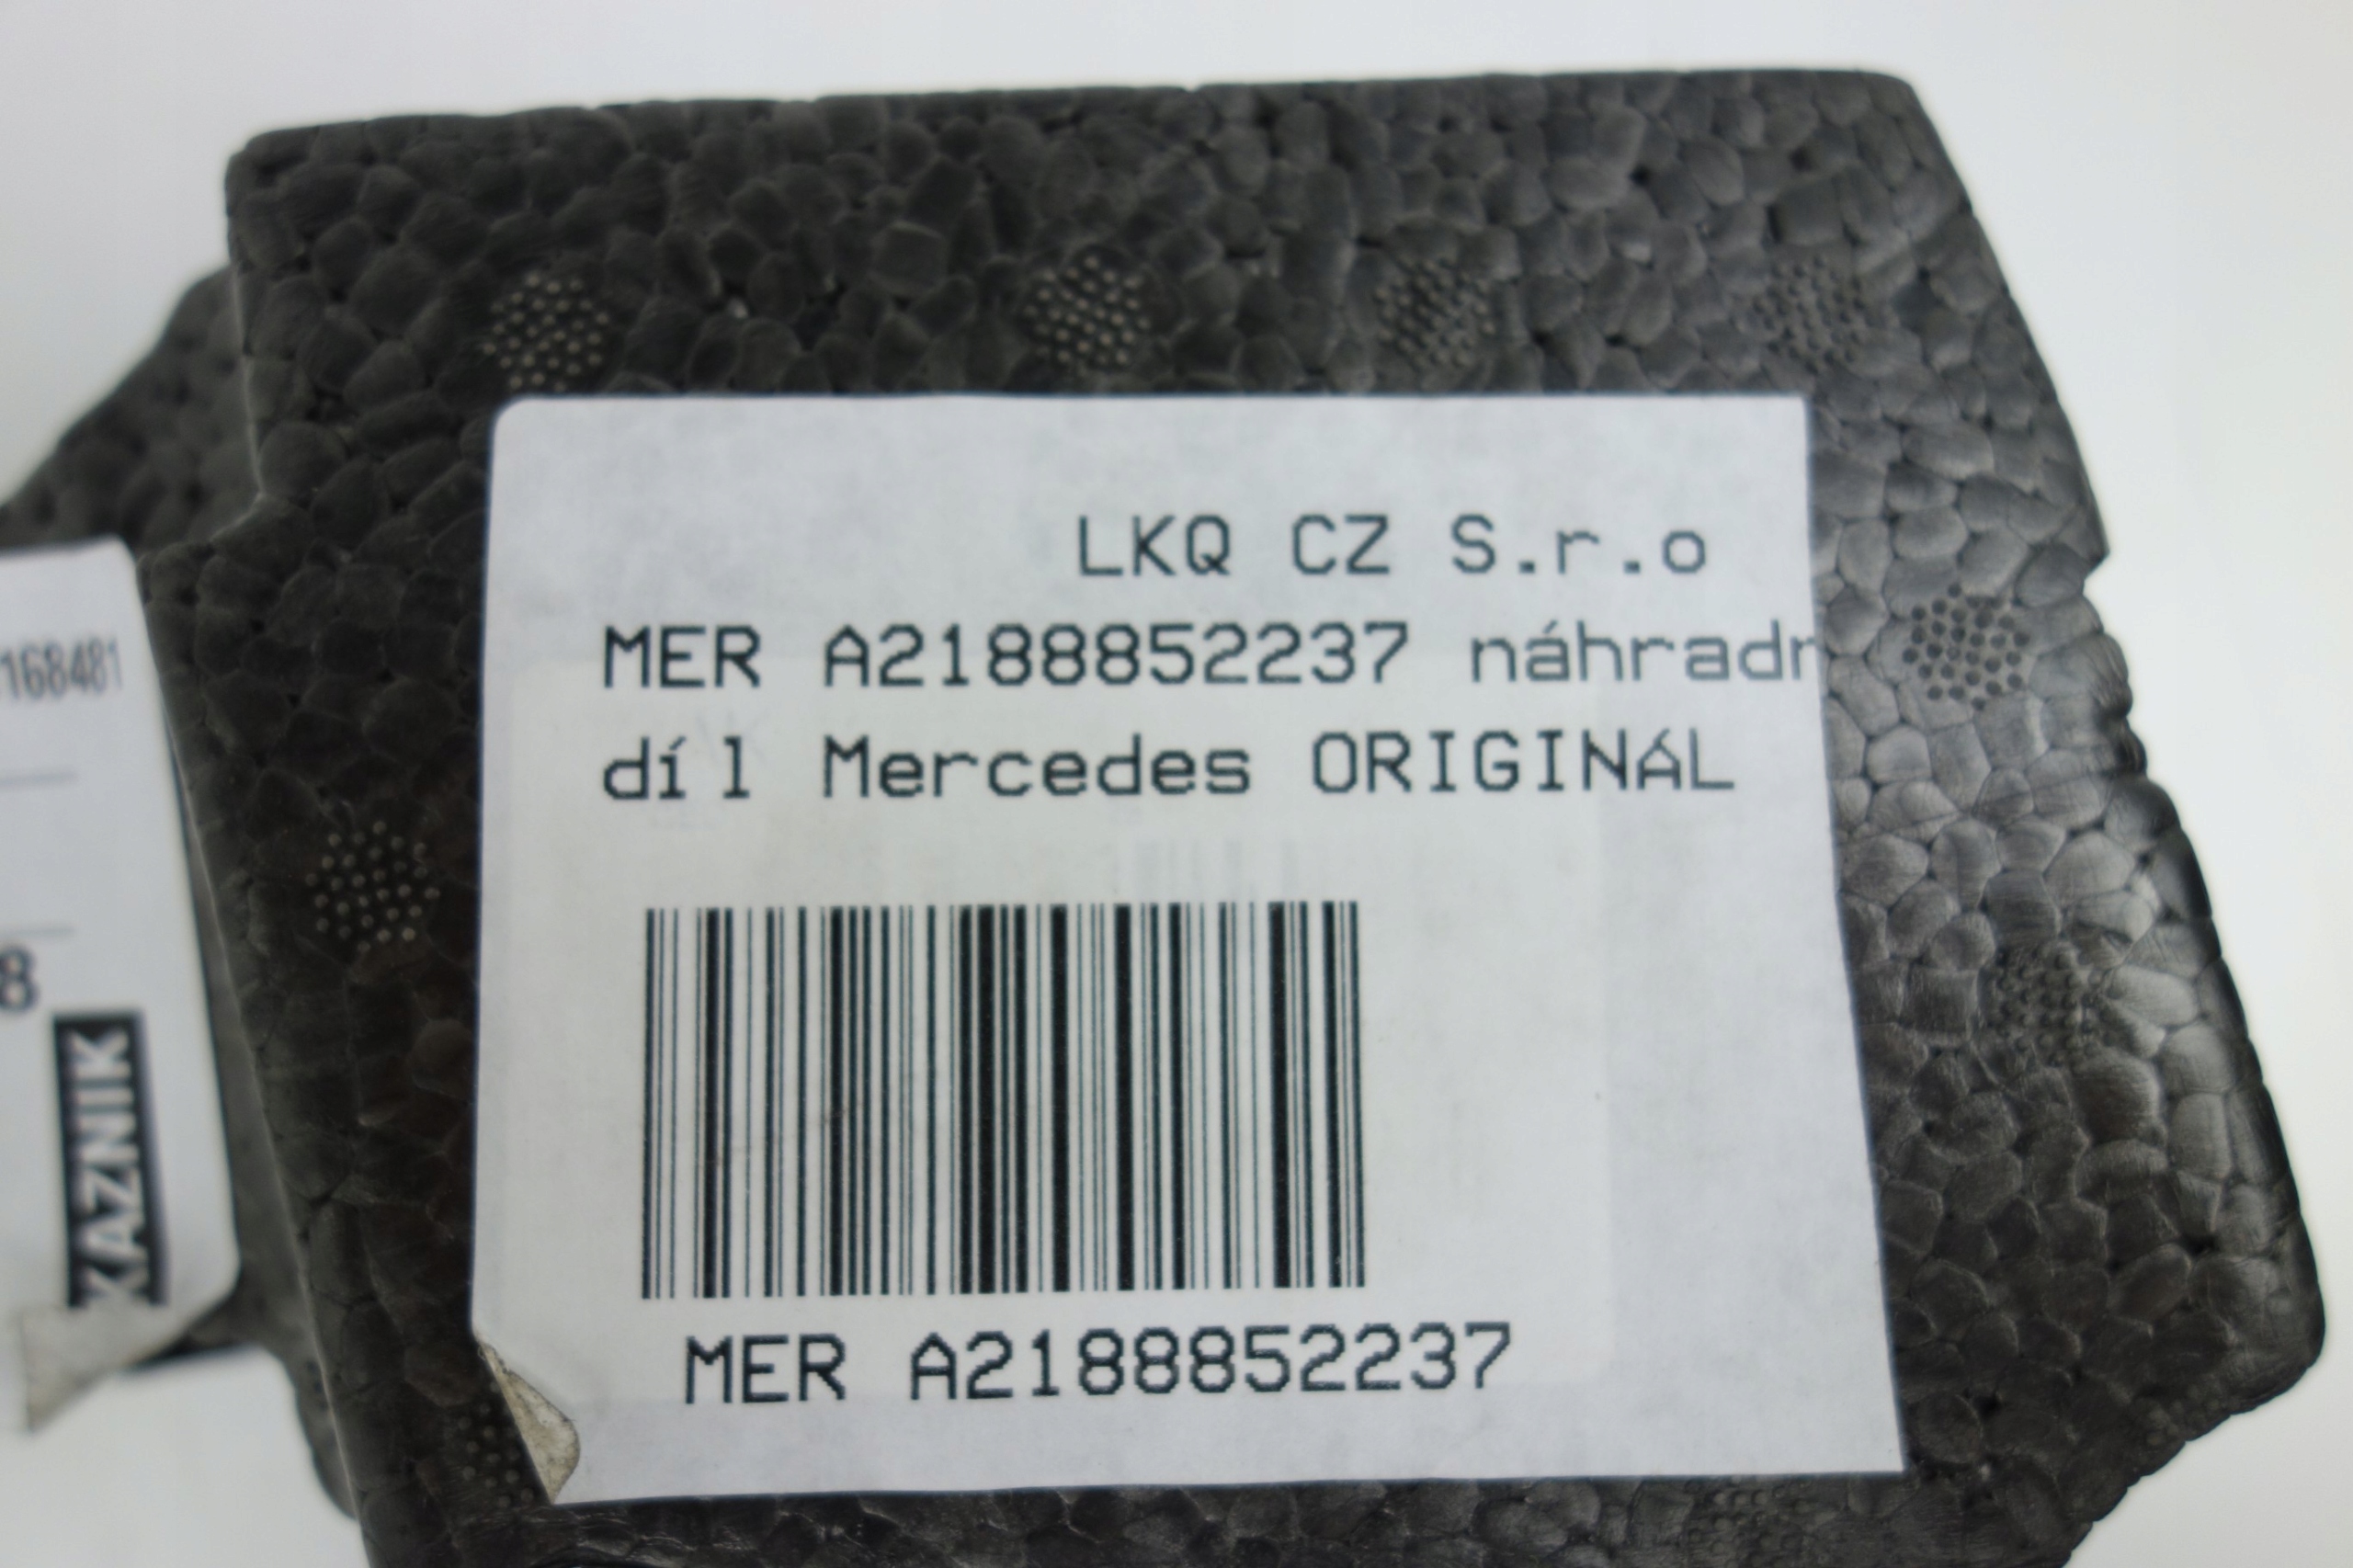 LKQ CZ S.r.o
MER A2188852237 náhradn
díl Mercedes ORIGINÁL
MER A2188852237
168481
8
KAZNIK